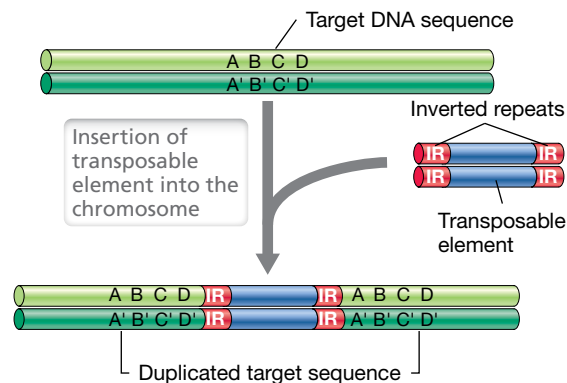 Target DNA sequence
A B C D
A' B' C' D'
Inverted repeats
Insertion of
transposable
element into the
chromosome
IR IR
IR IR
Transposable
element
A B C D IR IR A B C D
A' B' C' D' IR IR A' B' C' D'
Duplicated target sequence